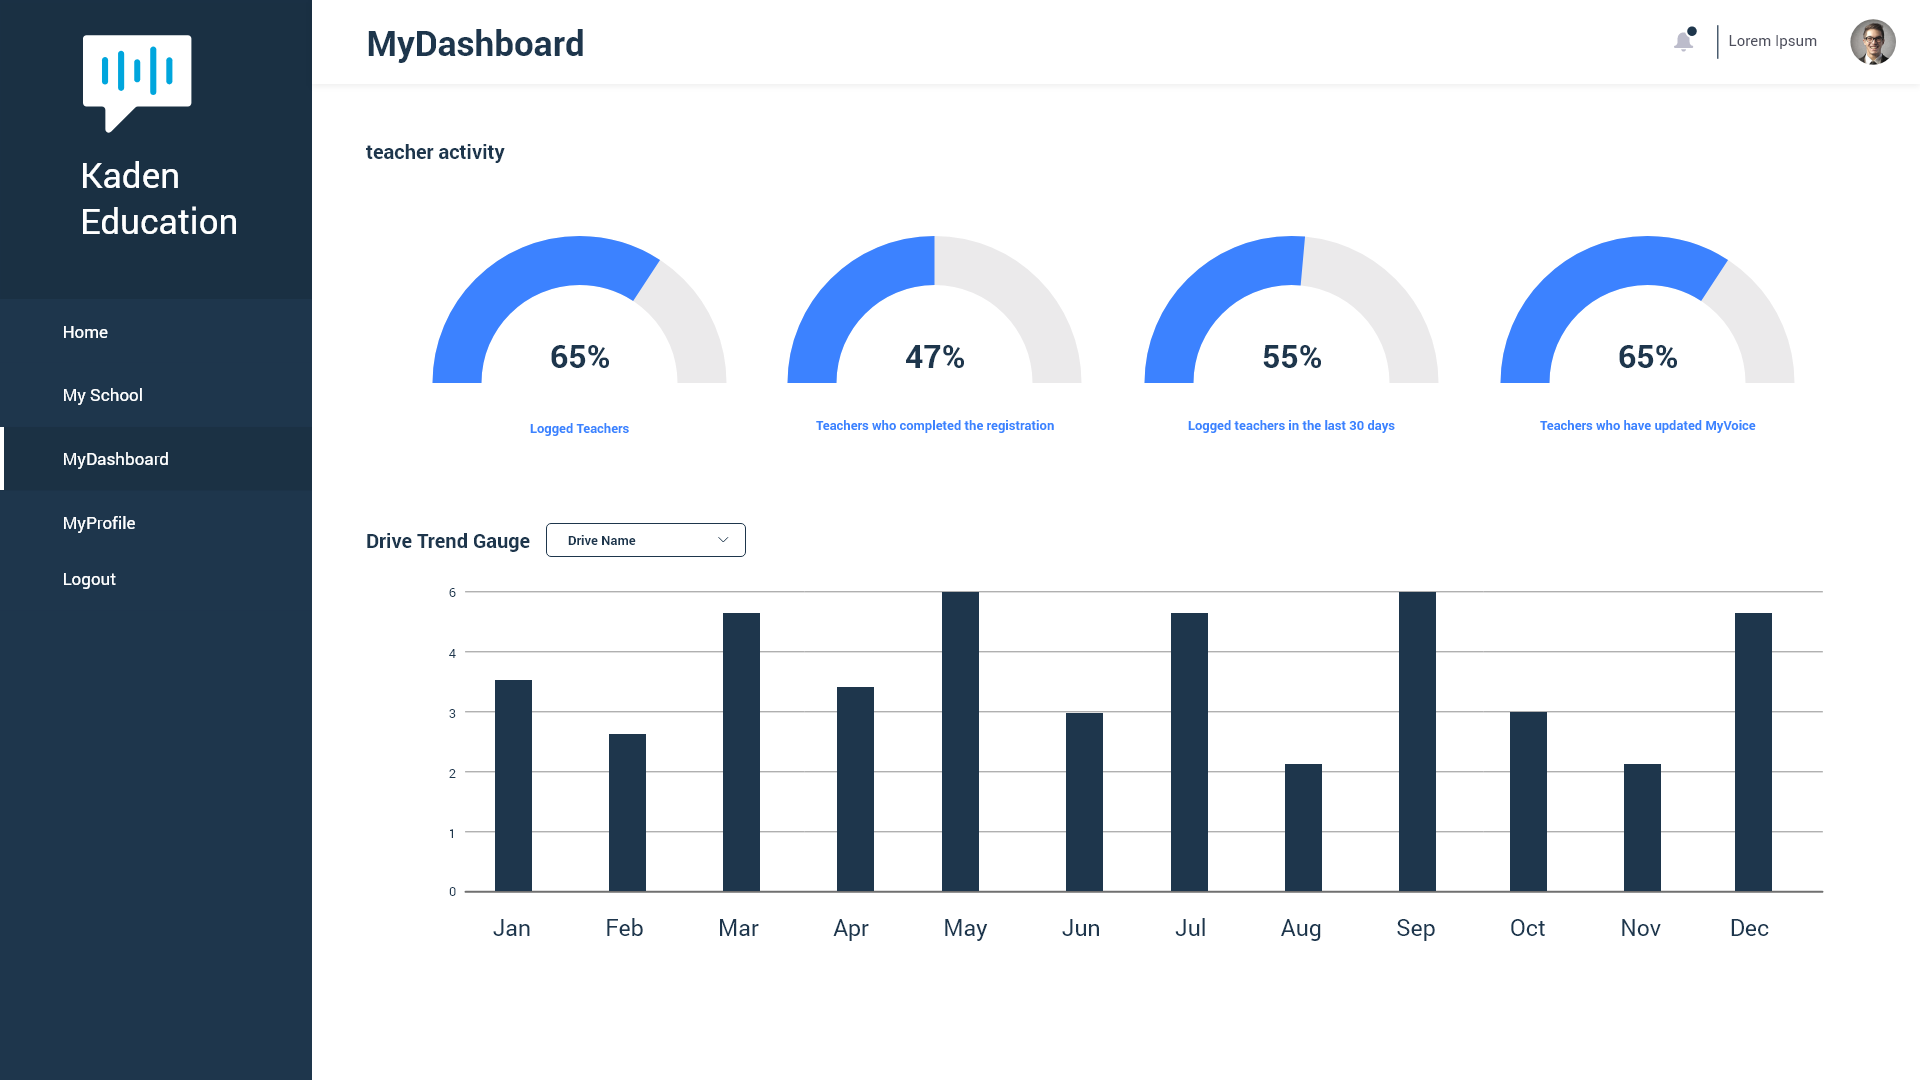 Kaden
Education
Home
My School
MyDashboard
MyProfile
Logout
MyDashboard
Lorem Ipsum
teacher activity
65%
47%
55%
65%
Logged Teachers
Teachers who completed the registration
Logged teachers in the last 30 days
Teachers who have updated MyVoice
Drive Trend Gauge
Drive Name
6
4
3
2
1
0
Jan Feb Mar Apr May Jun Jul Aug Sep Oct Nov Dec